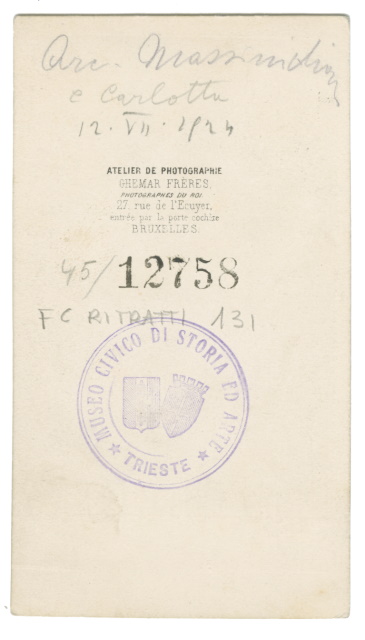 Arc. Massimilian
e Carlotta
12. VII. 1924
ATELIER DE PHOTOGRAPHIE
GHEMAR FRÈRES,
PHOTOGRAPHES DU ROI
27, rue de l'Ecuyer,
entrée par la porte cochère
BRUXELLES.
45/12758
FC RITRATTI 131
MUSEO CIVICO DI STORIA ED ARTE
★ TRIESTE ★